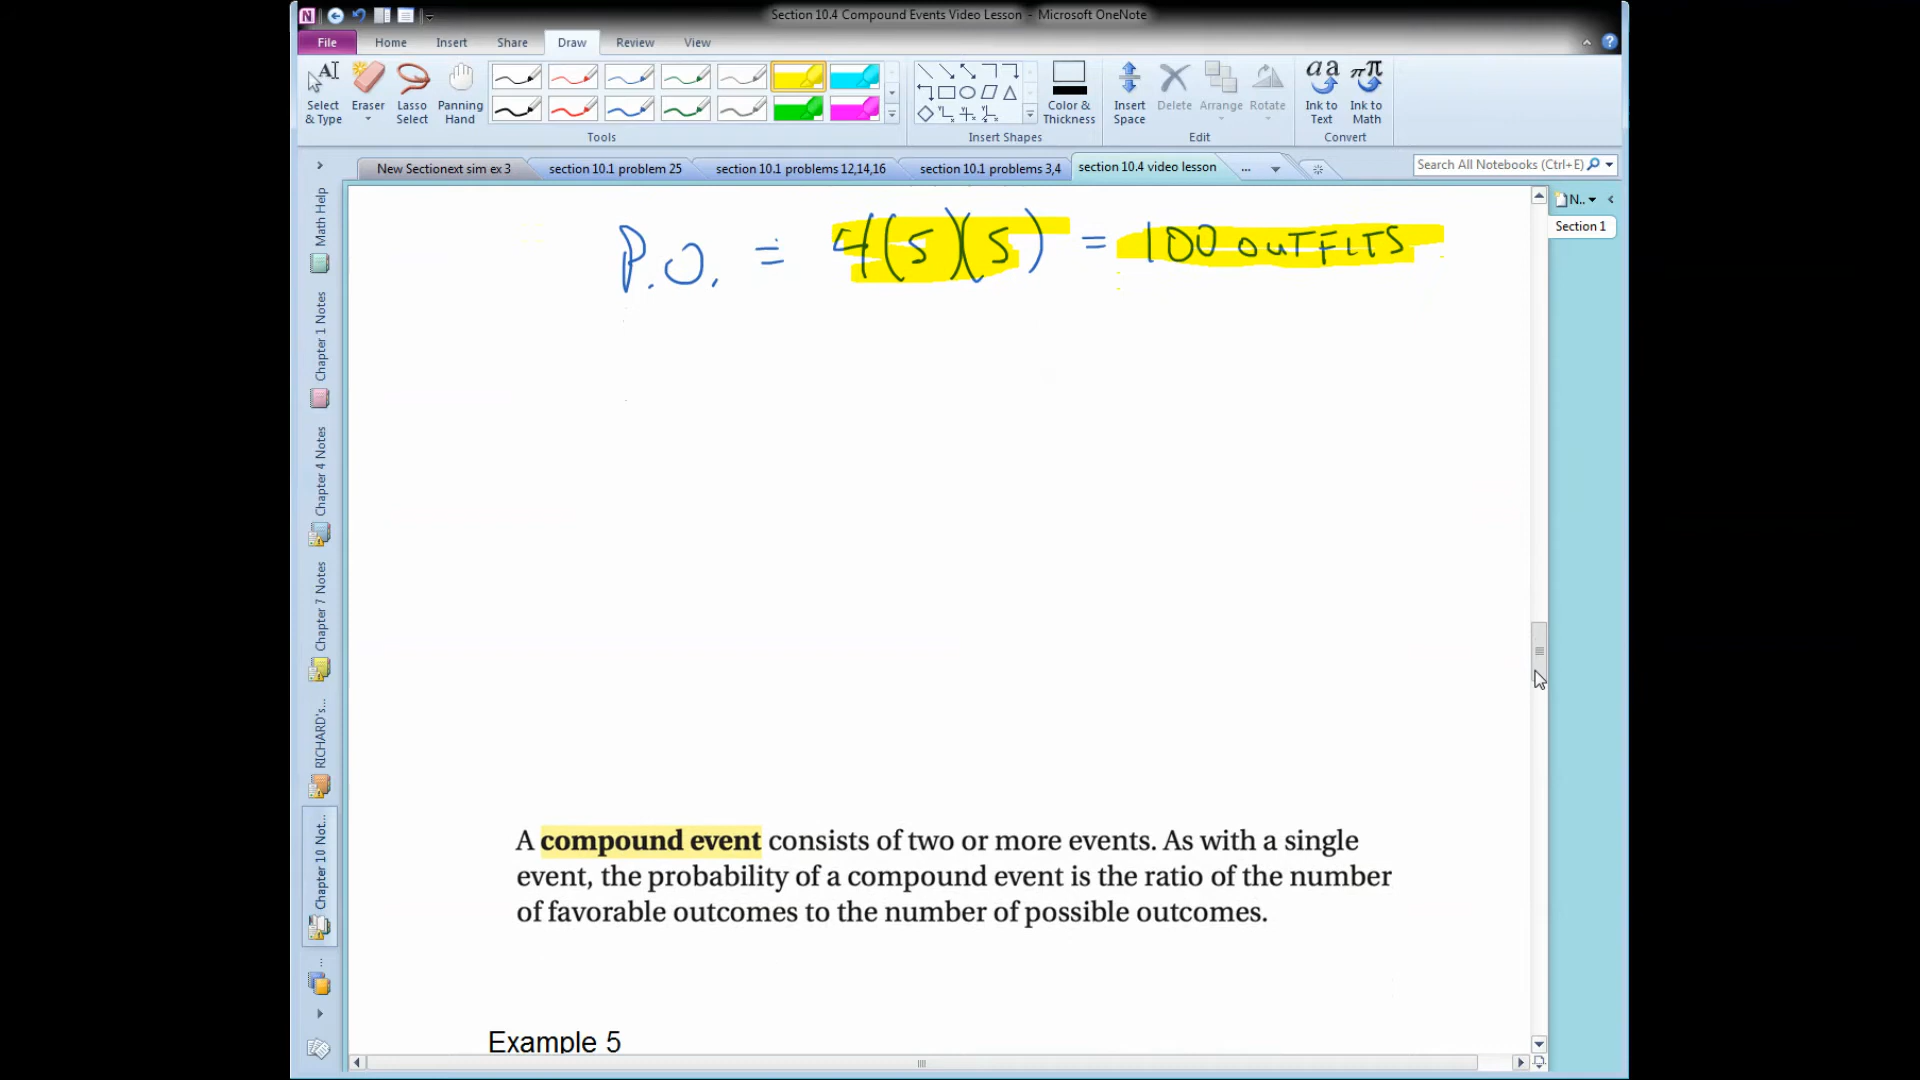 Section 10.4 Compound Events Video Lesson - Microsoft OneNote
File Home Insert Share Draw Review View
Select & Type
Eraser
Lasso Select
Panning Hand
Color & Thickness
Insert Space
Delete
Arrange
Rotate
Ink to Text
Ink to Math
Tools
Insert Shapes
Edit
Convert
New Sectionext sim ex 3
section 10.1 problem 25
section 10.1 problems 12,14,16
section 10.1 problems 3,4
section 10.4 video lesson
...
Search All Notebooks (Ctrl+E)
N..
Section 1
Math Help
Chapter 1 Notes
Chapter 4 Notes
Chapter 7 Notes
RICHARD's...
Chapter 10 Not...
P.O. = 4(5)(5) = 100 OUTFITS
A compound event consists of two or more events. As with a single
event, the probability of a compound event is the ratio of the number
of favorable outcomes to the number of possible outcomes.
Example 5